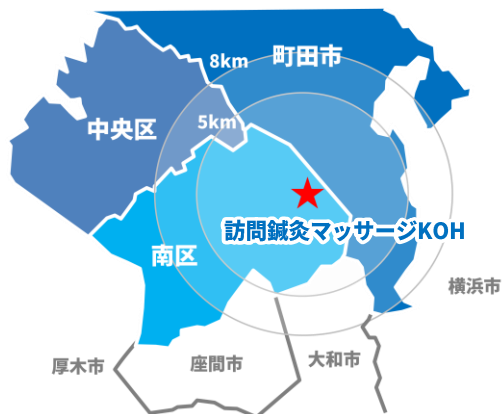 町田市
8km
中央区
5km
訪問鍼灸マッサージKOH
南区
横浜市
厚木市
座間市
大和市